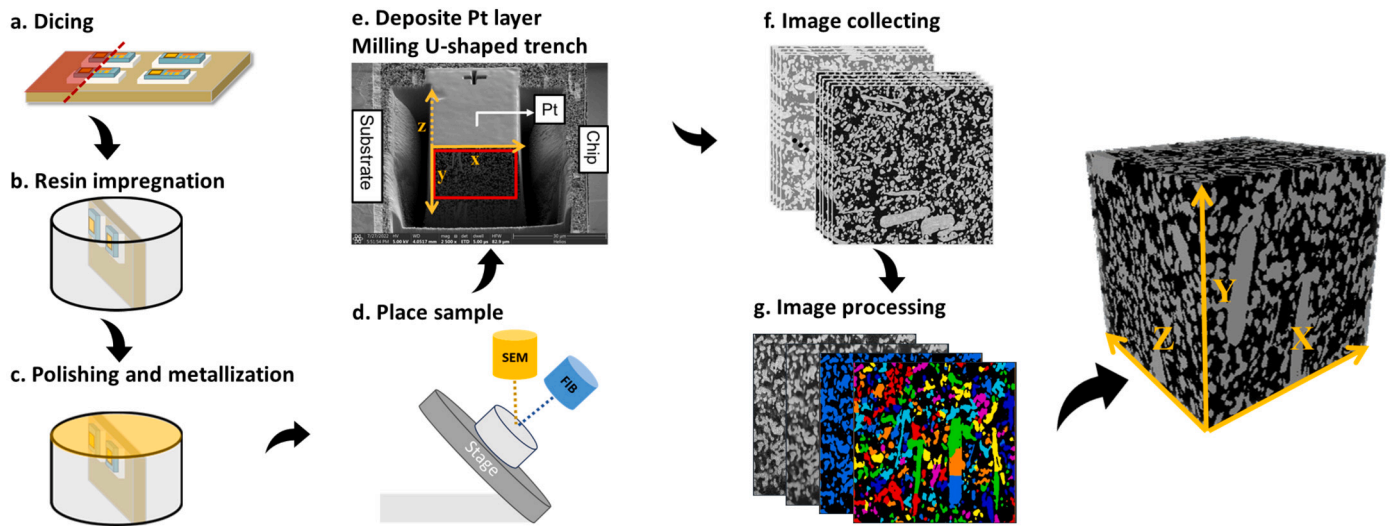 a. Dicing
b. Resin impregnation
c. Polishing and metallization
d. Place sample
SEM
FIB
Stage
e. Deposite Pt layer
Milling U-shaped trench
Substrate
Chip
Pt
z
x
y
f. Image collecting
g. Image processing
Y
Z
X